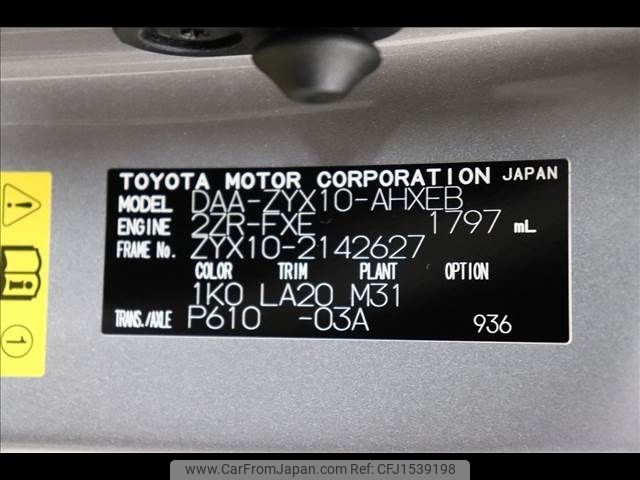 TOYOTA MOTOR CORPORATION JAPAN
MODEL DAA-ZYX10-AHXEB
ENGINE 2ZR-FXE 1797 mL
FRAME No. ZYX10-2142627
COLOR TRIM PLANT OPTION
1K0 LA20 M31
TRANS./AXLE P610 -03A 936
1
www.CarFromJapan.com CFJ1539198